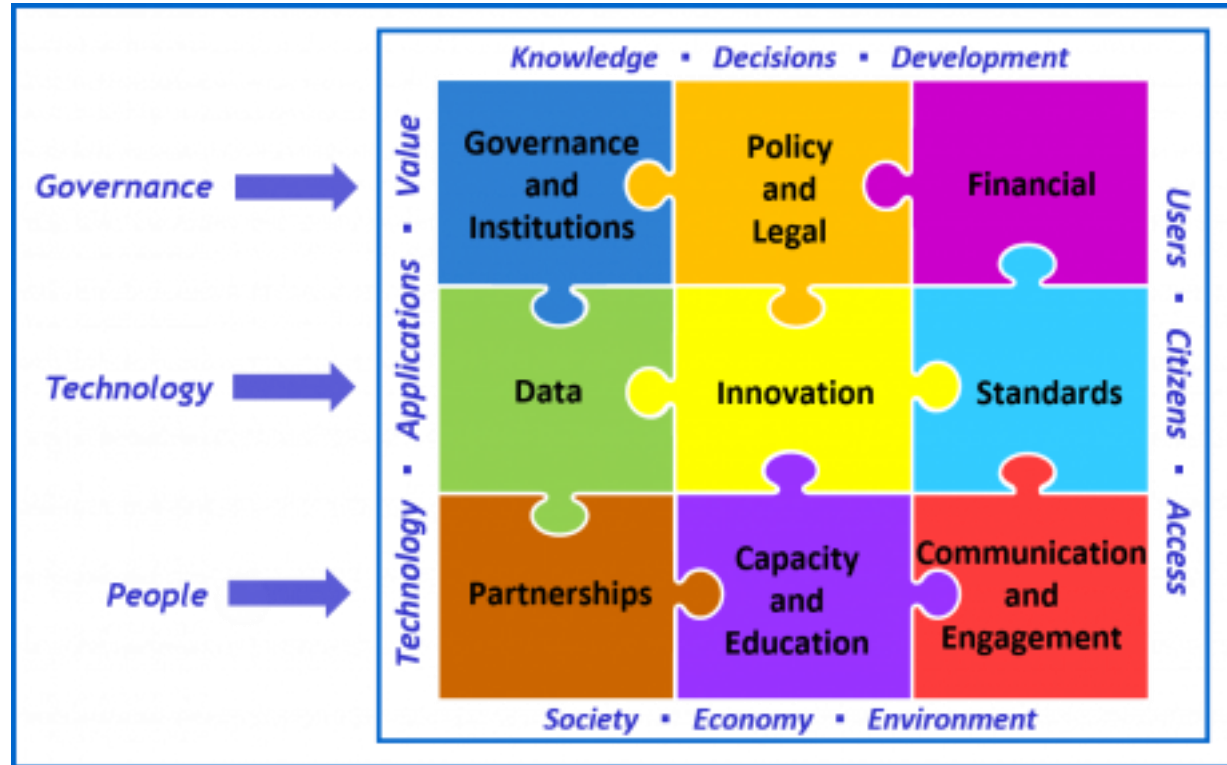 Knowledge ▪ Decisions ▪ Development
Governance
Technology
People
Technology ▪ Applications ▪ Value
Governance
and
Institutions
Policy
and
Legal
Financial
Data
Innovation
Standards
Partnerships
Capacity
and
Education
Communication
and
Engagement
Users ▪ Citizens ▪ Access
Society ▪ Economy ▪ Environment